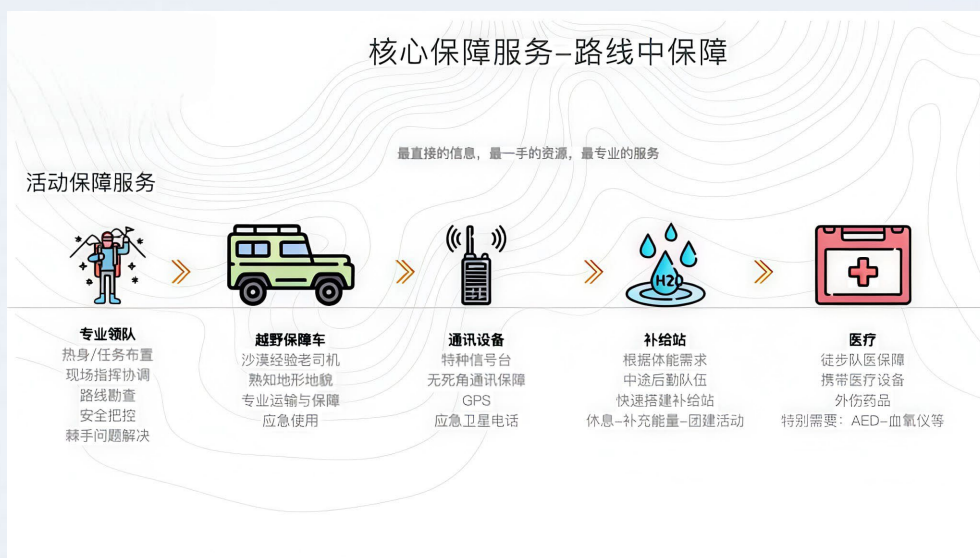 核心保障服务–路线中保障
最直接的信息，最一手的资源，最专业的服务
活动保障服务
H20
专业领队
热身/任务布置
现场指挥协调
路线勘查
安全把控
棘手问题解决
越野保障车
沙漠经验老司机
熟知地形地貌
专业运输与保障
应急使用
通讯设备
特种信号台
无死角通讯保障
GPS
应急卫星电话
补给站
根据体能需求
中途后勤队伍
快速搭建补给站
休息–补充能量–团建活动
医疗
徒步队医保障
携带医疗设备
外伤药品
特别需要：AED–血氧仪等